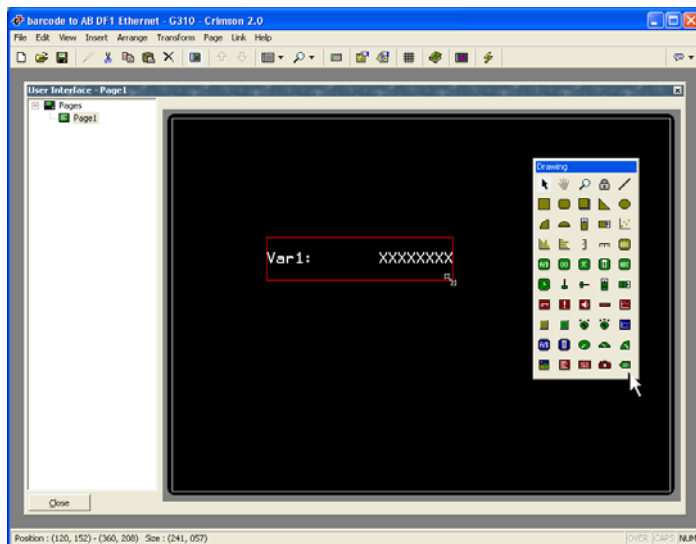 barcode to AB DF1 Ethernet - G310 - Crimson 2.0
File Edit View Insert Arrange Transform Page Link Help
User Interface - Page1
Pages
Page1
Drawing
Var1: XXXXXXXX
Close
Position : (120, 152) - (360, 208) Size : (241, 057)
OVER CAPS NUM